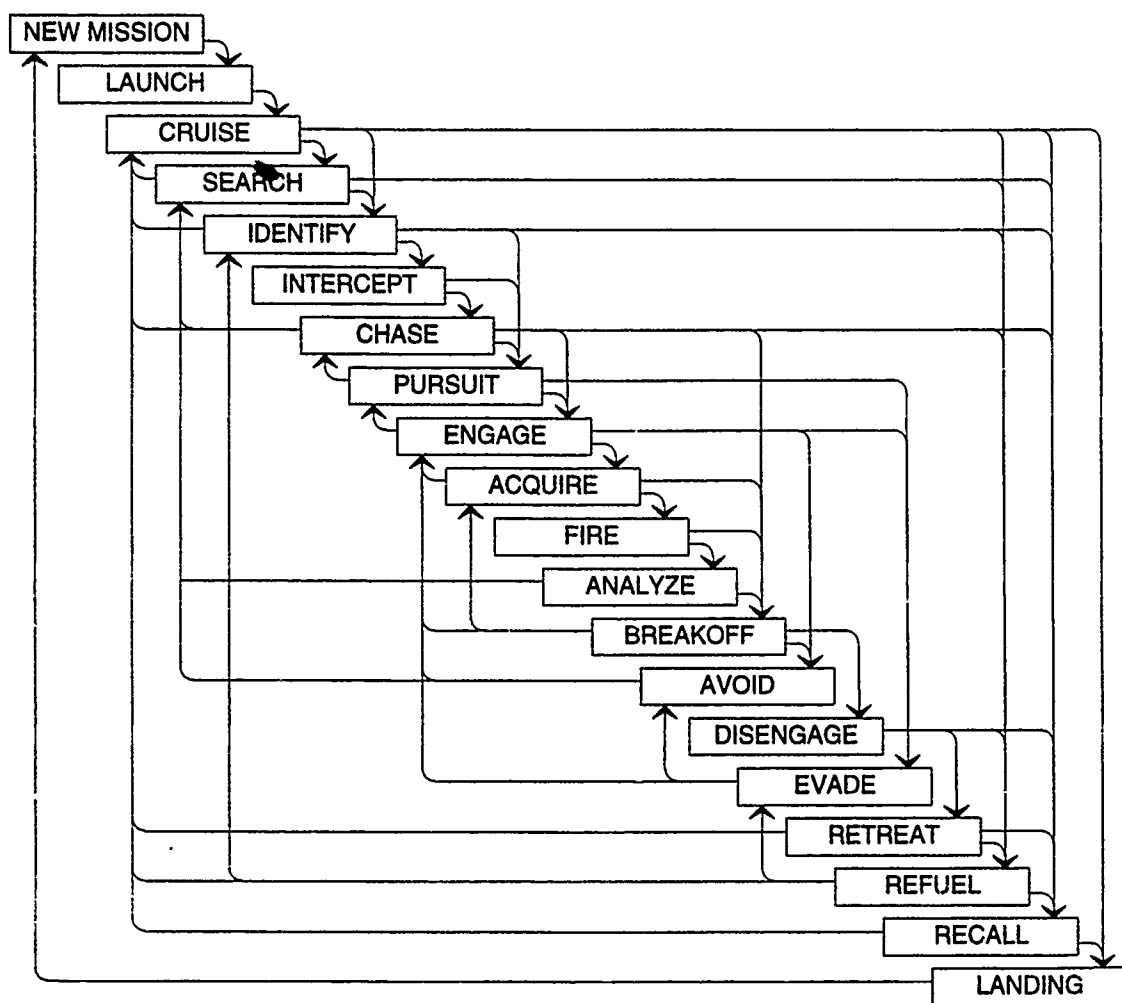 NEW MISSION
LAUNCH
CRUISE
SEARCH
IDENTIFY
INTERCEPT
CHASE
PURSUIT
ENGAGE
ACQUIRE
FIRE
ANALYZE
BREAKOFF
AVOID
DISENGAGE
EVADE
RETREAT
REFUEL
RECALL
LANDING